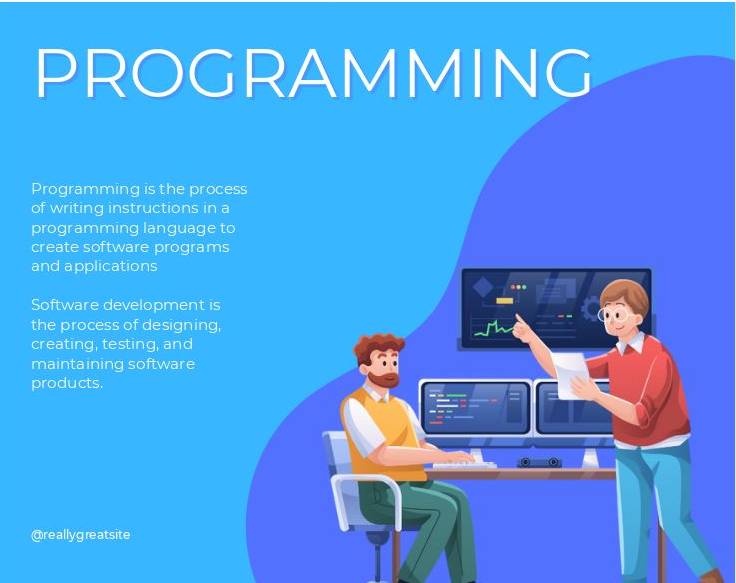 PROGRAMMING
Programming is the process
of writing instructions in a
programming language to
create software programs
and applications
Software development is
the process of designing,
creating, testing, and
maintaining software
products.
@reallygreatsite